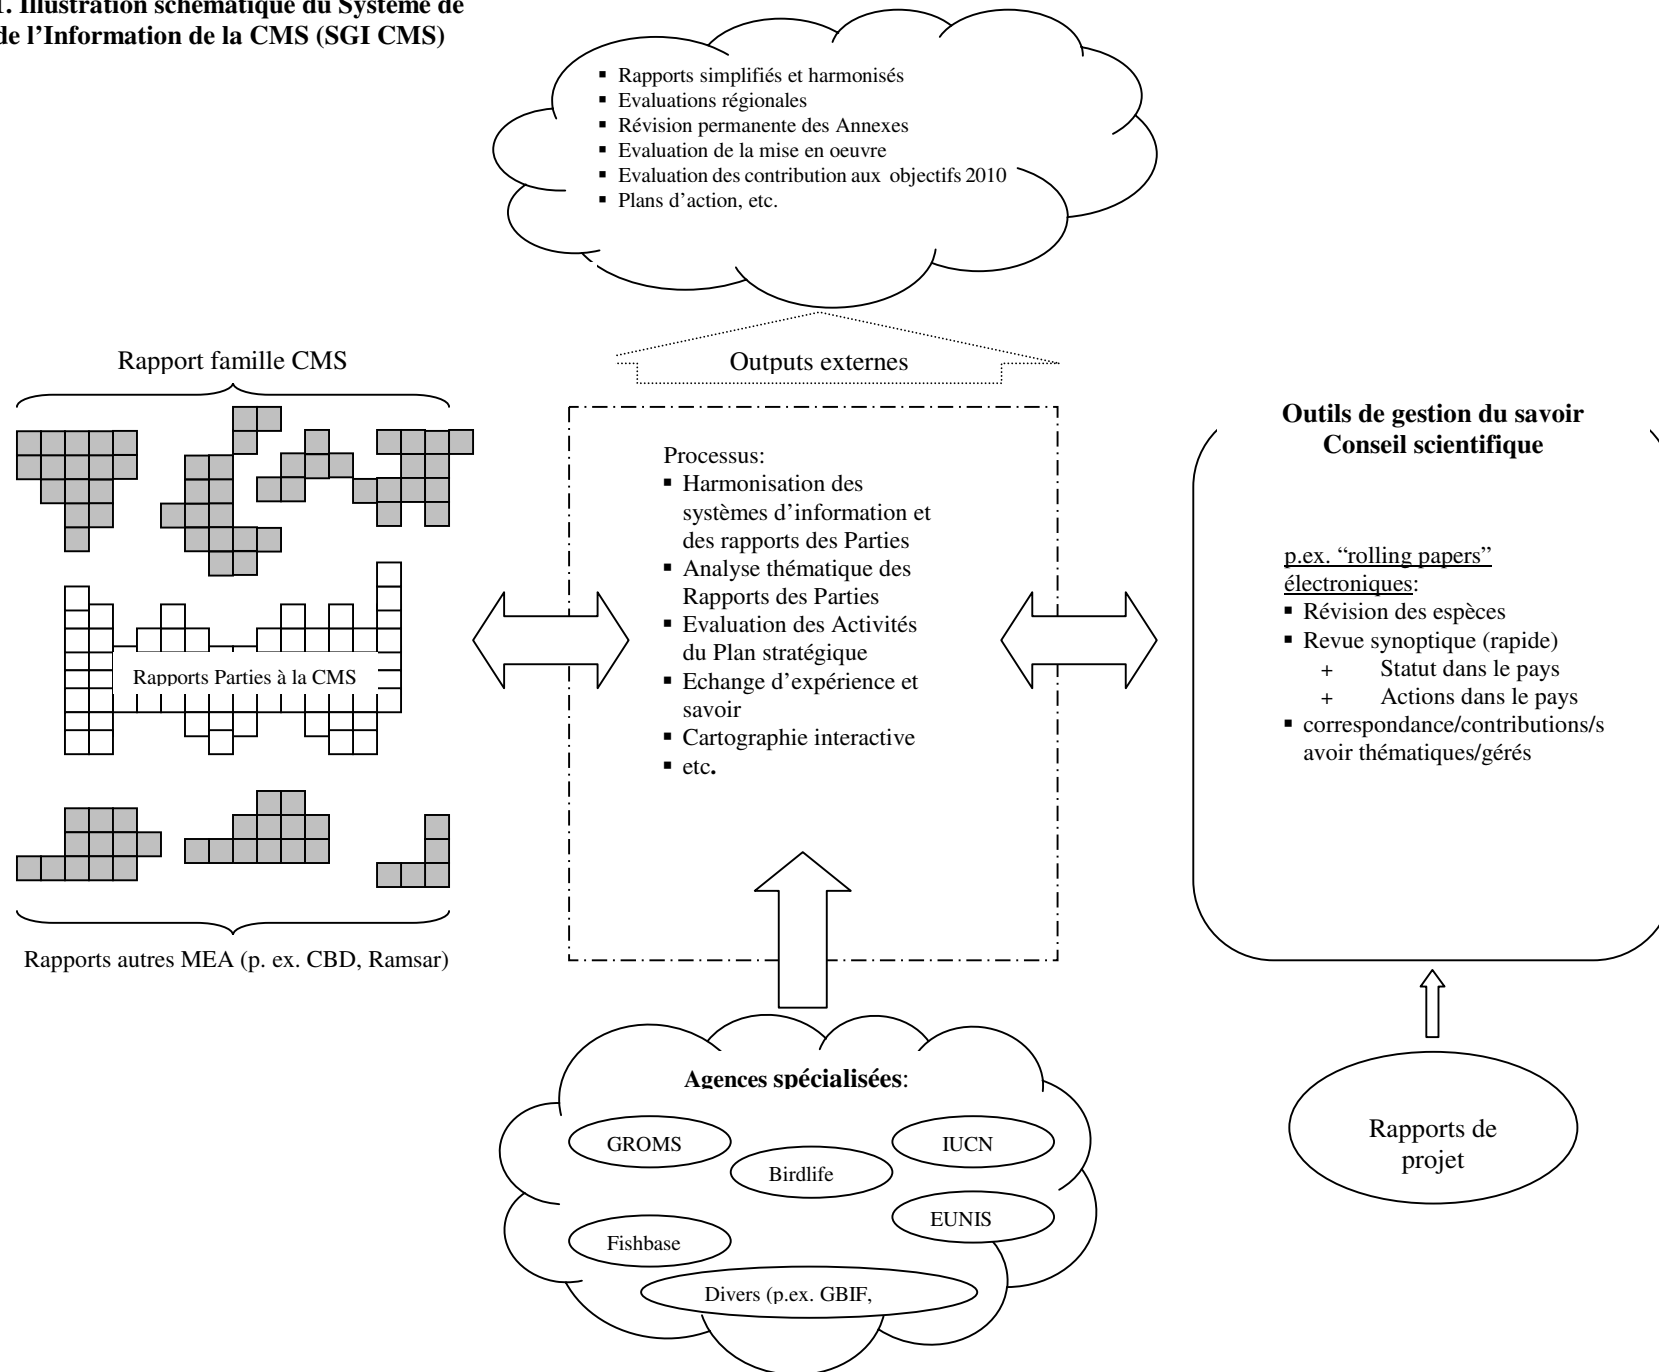 1. Illustration schématique du Système de
de l’Information de la CMS (SGI CMS)
▪ Rapports simplifiés et harmonisés
▪ Evaluations régionales
▪ Révision permanente des Annexes
▪ Evaluation de la mise en oeuvre
▪ Evaluation des contribution aux objectifs 2010
▪ Plans d’action, etc.
Outputs externes
Rapport famille CMS
Rapports Parties à la CMS
Rapports autres MEA (p. ex. CBD, Ramsar)
Processus:
▪ Harmonisation des
systèmes d’information et
des rapports des Parties
▪ Analyse thématique des
Rapports des Parties
▪ Evaluation des Activités
du Plan stratégique
▪ Echange d’expérience et
savoir
▪ Cartographie interactive
▪ etc.
Outils de gestion du savoir
Conseil scientifique
p.ex. “rolling papers”
électroniques:
▪ Révision des espèces
▪ Revue synoptique (rapide)
+ Statut dans le pays
+ Actions dans le pays
▪ correspondance/contributions/s
avoir thématiques/gérés
Rapports de
projet
Agences spécialisées:
GROMS
IUCN
Birdlife
EUNIS
Fishbase
Divers (p.ex. GBIF,